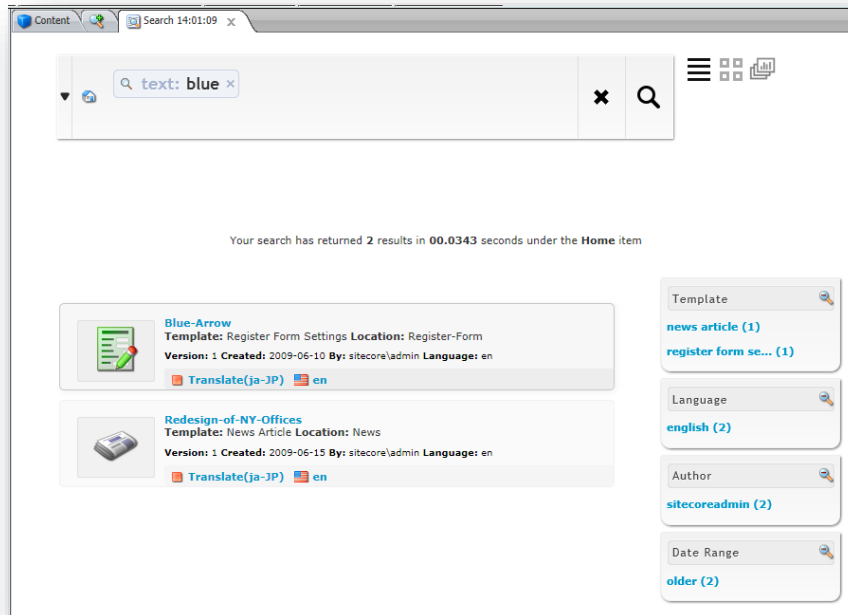 Content
Search 14:01:09 x
text: blue ×
Your search has returned 2 results in 00.0343 seconds under the Home item
Blue-Arrow
Template: Register Form Settings Location: Register-Form
Version: 1 Created: 2009-06-10 By: sitecore\admin Language: en
Translate(ja-JP) en
Redesign-of-NY-Offices
Template: News Article Location: News
Version: 1 Created: 2009-06-15 By: sitecore\admin Language: en
Translate(ja-JP) en
Template
news article (1)
register form se... (1)
Language
english (2)
Author
sitecoreadmin (2)
Date Range
older (2)